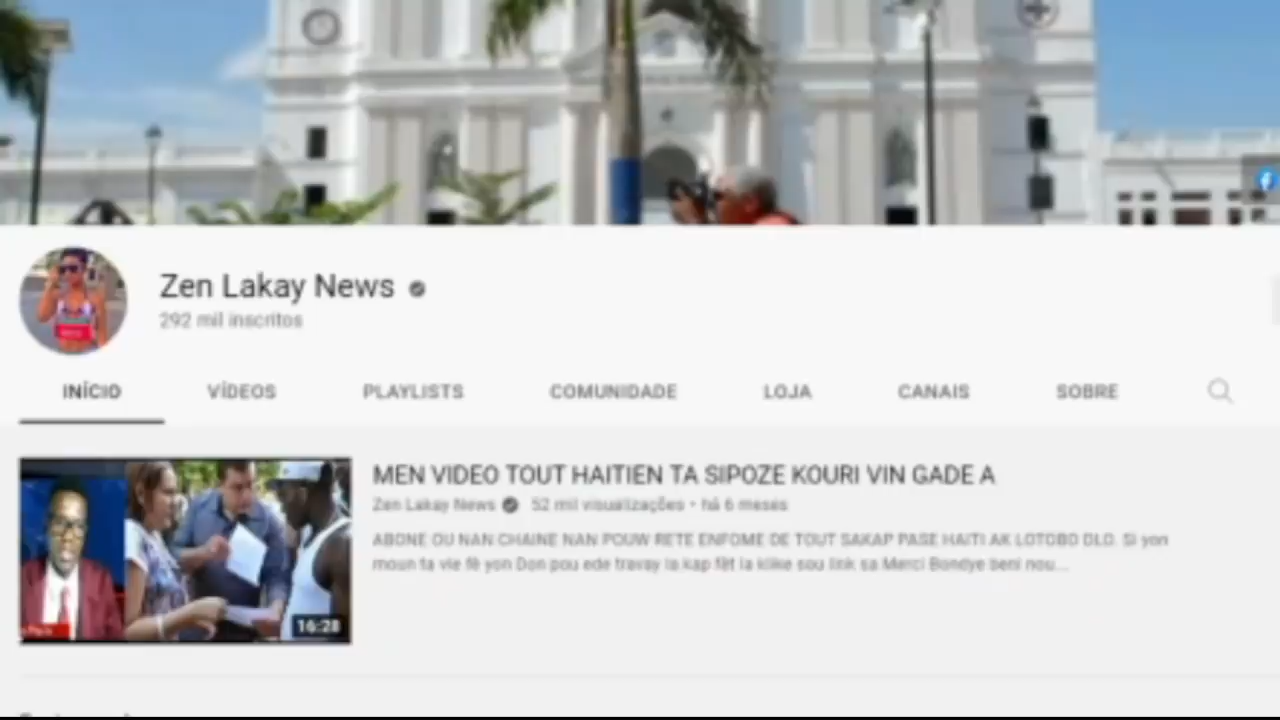 Zen Lakay News
292 mil inscritos
INÍCIO VÍDEOS PLAYLISTS COMUNIDADE LOJA CANAIS SOBRE
MEN VIDEO TOUT HAITIEN TA SIPOZE KOURI VIN GADE A
Zen Lakay News 52 mil visualizações • há 6 meses
ABONE OU NAN CHAINE NAN POUW RETE ENFOME DE TOUT SAKAP PASE HAITI AK LOTOBO DLO. Si yon
moun ta vie fè yon Don pou ede travay la kap fèt la klike sou link sa Merci Bondye beni nou...
16:28